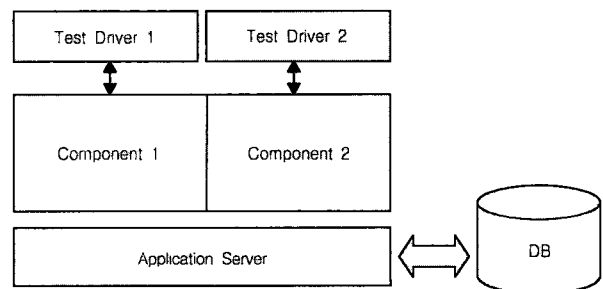 Test Driver 1
Test Driver 2
Component 1
Component 2
Application Server
DB